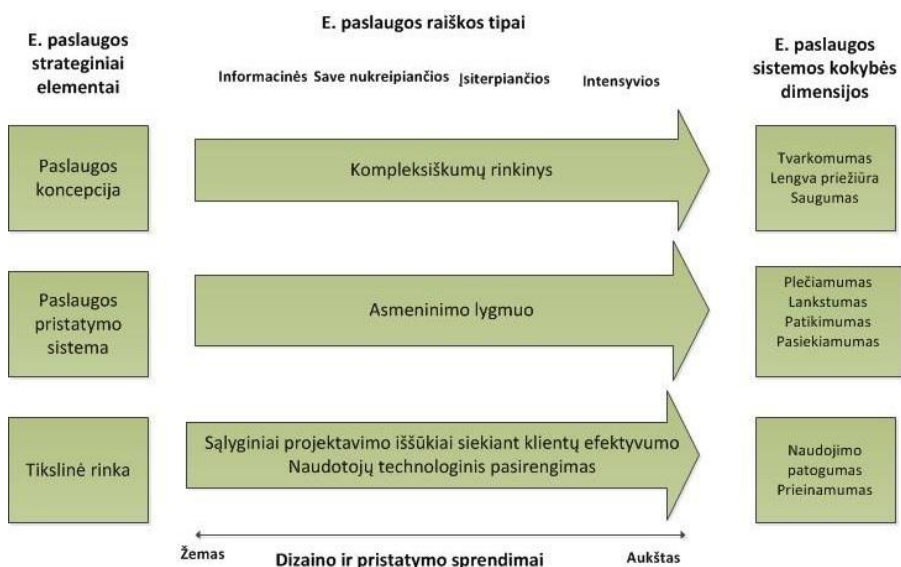 E. paslaugos
strateginiai
elementai
E. paslaugos raiškos tipai
Informacinės Save nukreipiančios Įsiterpiančios Intensyvios
E. paslaugos
sistemos kokybės
dimensijos
Paslaugos
koncepcija
Kompleksiškumų rinkinys
Tvarkomumas
Lengva priežiūra
Saugumas
Paslaugos
pristatymo
sistema
Asmeninimo lygmuo
Plečiamumas
Lankstumas
Patikimumas
Pasiekiamumas
Tikslinė rinka
Sąlyginiai projektavimo iššūkiai siekiant klientų efektyvumo
Naudotojų technologinis pasirengimas
Naudojimo
patogumas
Prieinamumas
Žemas
Dizaino ir pristatymo sprendimai
Aukštas